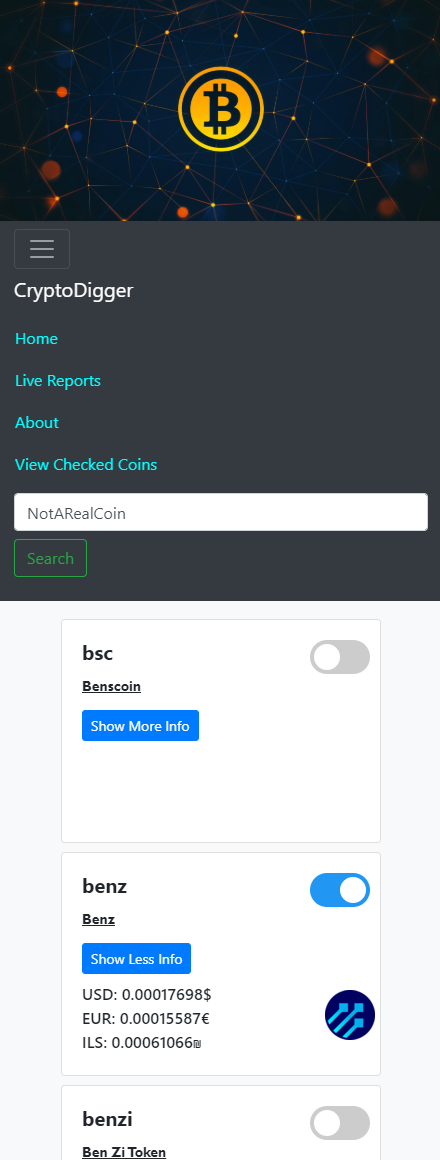 CryptoDigger
Home
Live Reports
About
View Checked Coins
NotARealCoin
Search
bsc
Benscoin
Show More Info
benz
Benz
Show Less Info
USD: 0.00017698$
EUR: 0.00015587€
ILS: 0.00061066₪
benzi
Ben Zi Token